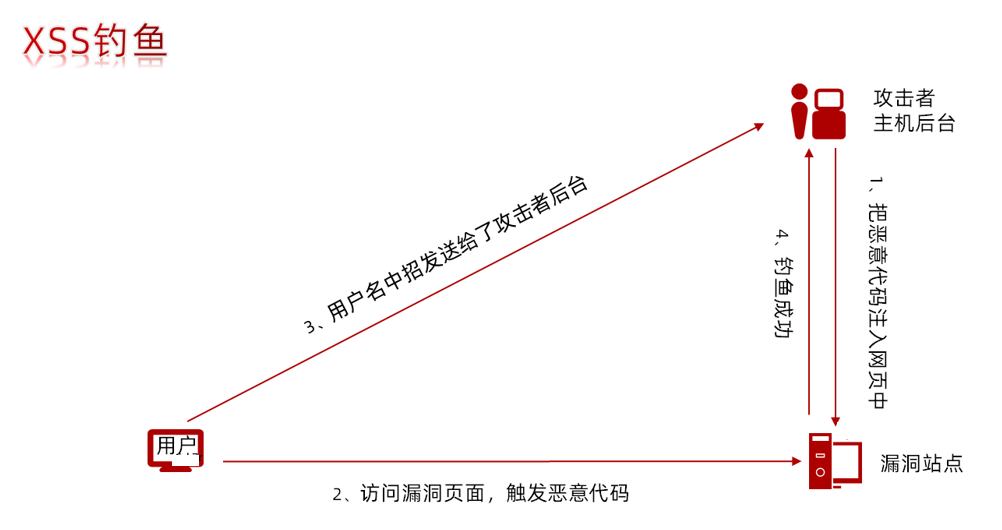 XSS钓鱼
攻击者
主机后台
1、把恶意代码注入网页中
4、钓鱼成功
3、用户名中招发送给了攻击者后台
用户
漏洞站点
2、访问漏洞页面，触发恶意代码